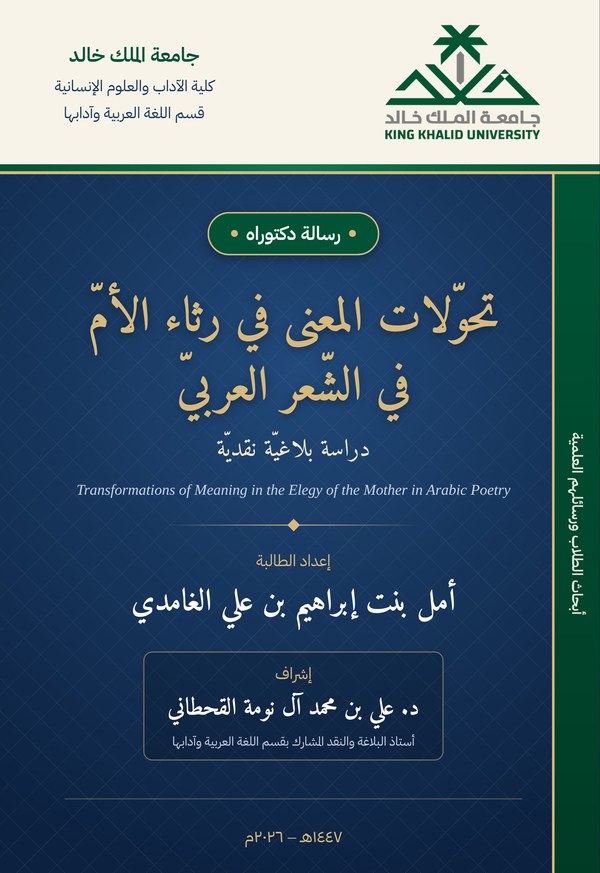 جامعة الملك خالد
كلية الآداب والعلوم الإنسانية
قسم اللغة العربية وآدابها
جامعة الملك خالد
KING KHALID UNIVERSITY
رسالة دكتوراه
تحوّلات المعنى في رثاء الأمّ
في الشّعر العربيّ
دراسة بلاغيّة نقديّة
Transformations of Meaning in the Elegy of the Mother in Arabic Poetry
إعداد الطالبة
أمل بنت إبراهيم بن علي الغامدي
إشراف
د. علي بن محمد آل نومة القحطاني
أستاذ البلاغة والنقد المشارك بقسم اللغة العربية وآدابها
١٤٤٧هـ – ٢٠٢٦م
أبحاث الطلاب ورسائلهم العلمية